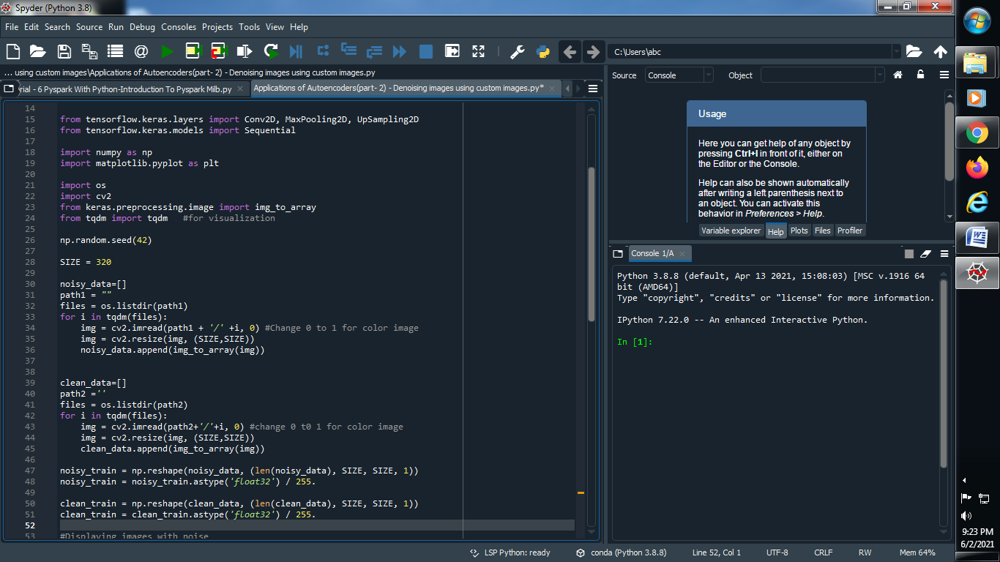 Spyder (Python 3.8)
File Edit Search Source Run Debug Consoles Projects Tools View Help
C:\Users\abc
... using custom images\Applications of Autoencoders(part- 2) - Denoising images using custom images.py
rial - 6 Pyspark With Python-Introduction To Pyspark Mlib.py
Applications of Autoencoders(part- 2) - Denoising images using custom images.py*
14
15 from tensorflow.keras.layers import Conv2D, MaxPooling2D, UpSampling2D
16 from tensorflow.keras.models import Sequential
17
18 import numpy as np
19 import matplotlib.pyplot as plt
20
21 import os
22 import cv2
23 from keras.preprocessing.image import img_to_array
24 from tqdm import tqdm   #for visualization
25
26 np.random.seed(42)
27
28 SIZE = 320
29
30 noisy_data=[]
31 path1 = ""
32 files = os.listdir(path1)
33 for i in tqdm(files):
34     img = cv2.imread(path1 + '/' +i, 0) #Change 0 to 1 for color image
35     img = cv2.resize(img, (SIZE,SIZE))
36     noisy_data.append(img_to_array(img))
37
38
39 clean_data=[]
40 path2 =''
41 files = os.listdir(path2)
42 for i in tqdm(files):
43     img = cv2.imread(path2+'/'+i, 0) #change 0 t0 1 for color image
44     img = cv2.resize(img, (SIZE,SIZE))
45     clean_data.append(img_to_array(img))
46
47 noisy_train = np.reshape(noisy_data, (len(noisy_data), SIZE, SIZE, 1))
48 noisy_train = noisy_train.astype('float32') / 255.
49
50 clean_train = np.reshape(clean_data, (len(clean_data), SIZE, SIZE, 1))
51 clean_train = clean_train.astype('float32') / 255.
52
53 #Displaying images with noise
Source Console Object
Usage
Here you can get help of any object by
pressing Ctrl+I in front of it, either on
the Editor or the Console.
Help can also be shown automatically
after writing a left parenthesis next to
an object. You can activate this
behavior in Preferences > Help.
Variable explorer Help Plots Files Profiler
Console 1/A
Python 3.8.8 (default, Apr 13 2021, 15:08:03) [MSC v.1916 64
bit (AMD64)]
Type "copyright", "credits" or "license" for more information.
IPython 7.22.0 -- An enhanced Interactive Python.
In [1]:
LSP Python: ready conda (Python 3.8.8) Line 52, Col 1 UTF-8 CRLF RW Mem 64%
9:23 PM
6/2/2021